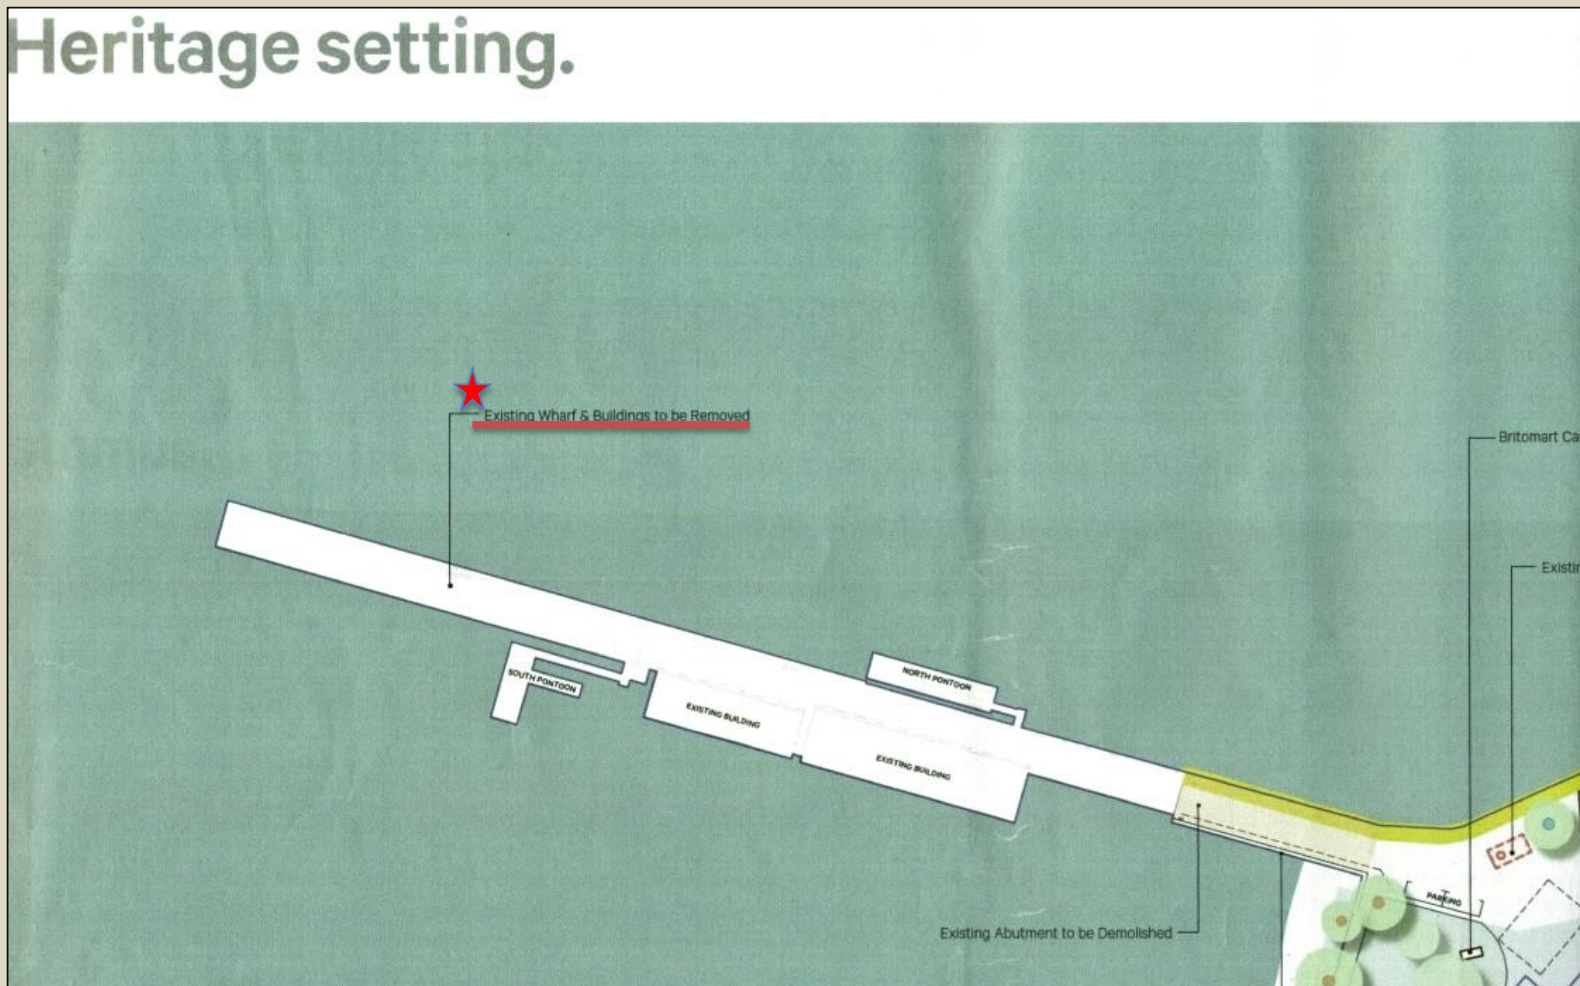 Heritage setting.
Existing Wharf & Buildings to be Removed
Britomart Ca
Existin
NORTH PONTOON
SOUTH PONTOON
EXISTING BUILDING
EXISTING BUILDING
PARKING
Existing Abutment to be Demolished